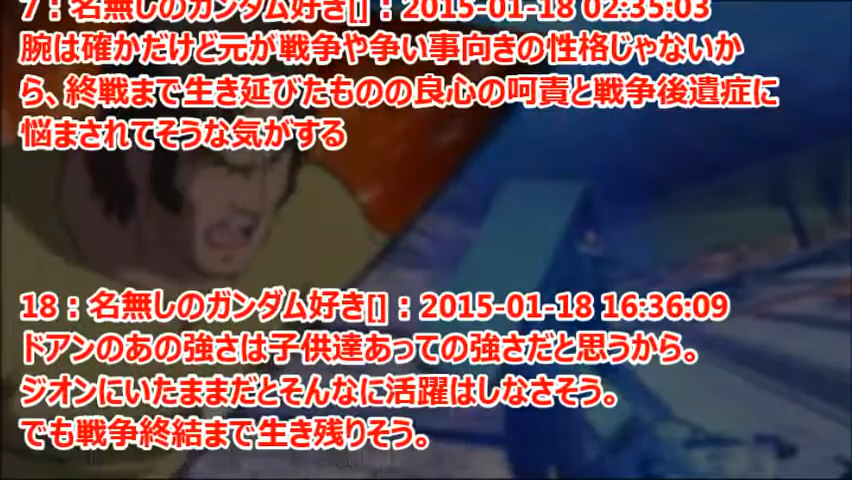 7：名無しのガンダム好き[]：2015-01-18 02:35:03
腕は確かだけど元が戦争や争い事向きの性格じゃないか
ら、終戦まで生き延びたものの良心の呵責と戦争後遺症に
悩まされてそうな気がする
18：名無しのガンダム好き[]：2015-01-18 16:36:09
ドアンのあの強さは子供達あっての強さだと思うから。
ジオンにいたままだとそんなに活躍はしなさそう。
でも戦争終結まで生き残りそう。